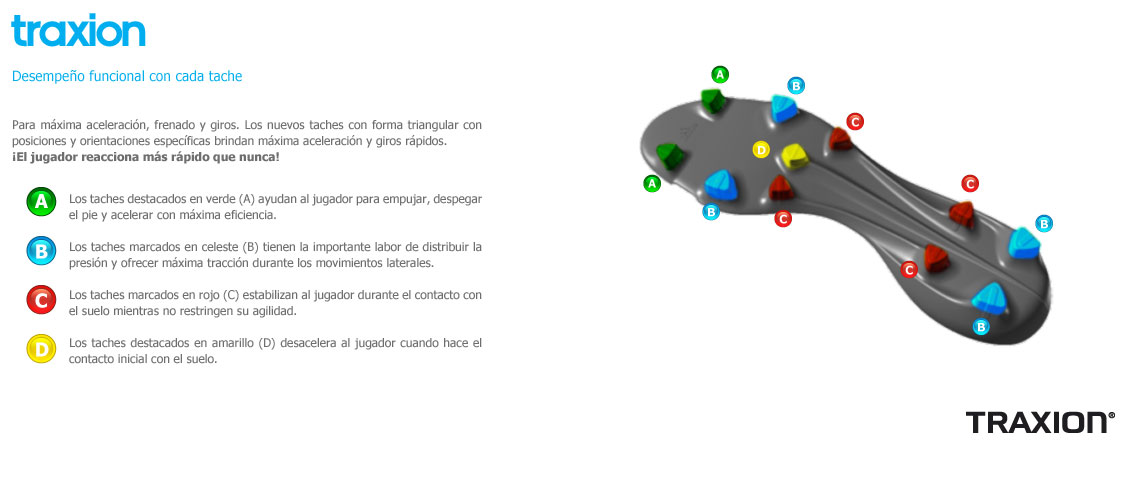 traxion
Desempeño funcional con cada tache
Para máxima aceleración, frenado y giros. Los nuevos taches con forma triangular con
posiciones y orientaciones específicas brindan máxima aceleración y giros rápidos.
¡El jugador reacciona más rápido que nunca!
A
Los taches destacados en verde (A) ayudan al jugador para empujar, despegar
el pie y acelerar con máxima eficiencia.
B
Los taches marcados en celeste (B) tienen la importante labor de distribuir la
presión y ofrecer máxima tracción durante los movimientos laterales.
C
Los taches marcados en rojo (C) estabilizan al jugador durante el contacto con
el suelo mientras no restringen su agilidad.
D
Los taches destacados en amarillo (D) desacelera al jugador cuando hace el
contacto inicial con el suelo.
A
B
C
D
A
B
C
C
B
C
B
TRAXION®